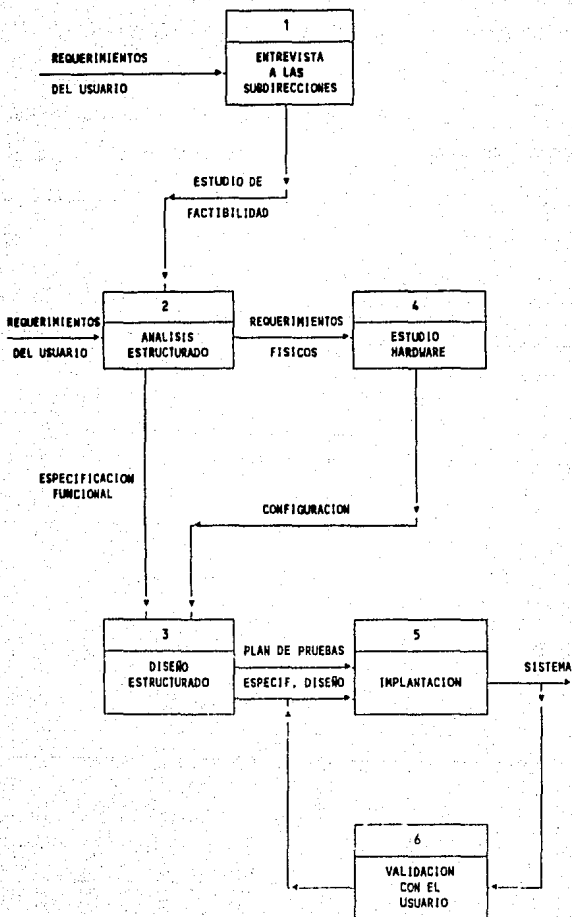 1
REQUERIMIENTOS
DEL USUARIO
ENTREVISTA
A LAS
SUBDIRECCIONES
ESTUDIO DE
FACTIBILIDAD
2
REQUERIMIENTOS
DEL USUARIO
ANALISIS
ESTRUCTURADO
REQUERIMIENTOS
FISICOS
4
ESTUDIO
HARDWARE
ESPECIFICACION
FUNCIONAL
CONFIGURACION
3
DISEÑO
ESTRUCTURADO
PLAN DE PRUEBAS
ESPECIF. DISEÑO
5
IMPLANTACION
SISTEMA
6
VALIDACION
CON EL
USUARIO